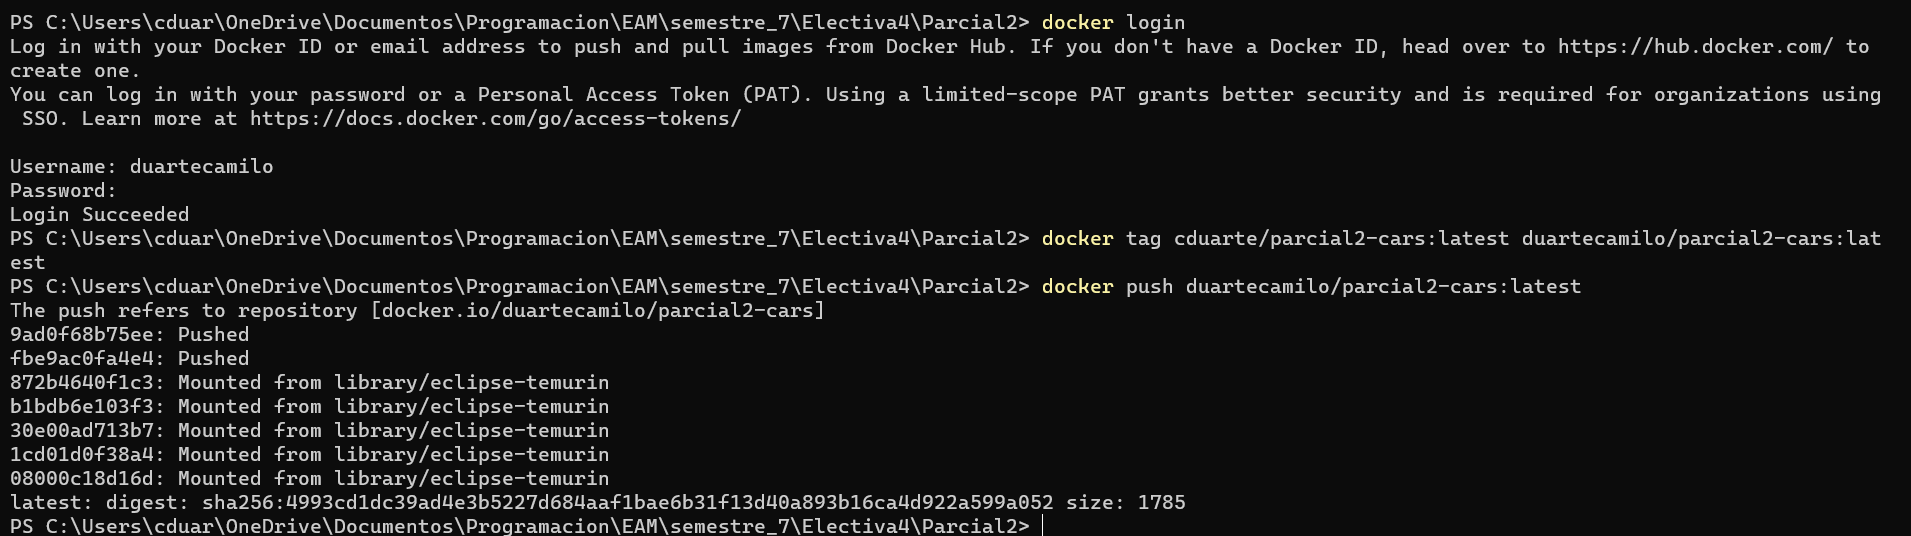 PS C:\Users\cduar\OneDrive\Documentos\Programacion\EAM\semestre_7\Electiva4\Parcial2> docker login
Log in with your Docker ID or email address to push and pull images from Docker Hub. If you don't have a Docker ID, head over to https://hub.docker.com/ to
create one.
You can log in with your password or a Personal Access Token (PAT). Using a limited-scope PAT grants better security and is required for organizations using
 SSO. Learn more at https://docs.docker.com/go/access-tokens/

Username: duartecamilo
Password:
Login Succeeded
PS C:\Users\cduar\OneDrive\Documentos\Programacion\EAM\semestre_7\Electiva4\Parcial2> docker tag cduarte/parcial2-cars:latest duartecamilo/parcial2-cars:lat
est
PS C:\Users\cduar\OneDrive\Documentos\Programacion\EAM\semestre_7\Electiva4\Parcial2> docker push duartecamilo/parcial2-cars:latest
The push refers to repository [docker.io/duartecamilo/parcial2-cars]
9ad0f68b75ee: Pushed
fbe9ac0fa4e4: Pushed
872b4640f1c3: Mounted from library/eclipse-temurin
b1bdb6e103f3: Mounted from library/eclipse-temurin
30e00ad713b7: Mounted from library/eclipse-temurin
1cd01d0f38a4: Mounted from library/eclipse-temurin
08000c18d16d: Mounted from library/eclipse-temurin
latest: digest: sha256:4993cd1dc39ad4e3b5227d684aaf1bae6b31f13d40a893b16ca4d922a599a052 size: 1785
PS C:\Users\cduar\OneDrive\Documentos\Programacion\EAM\semestre_7\Electiva4\Parcial2>